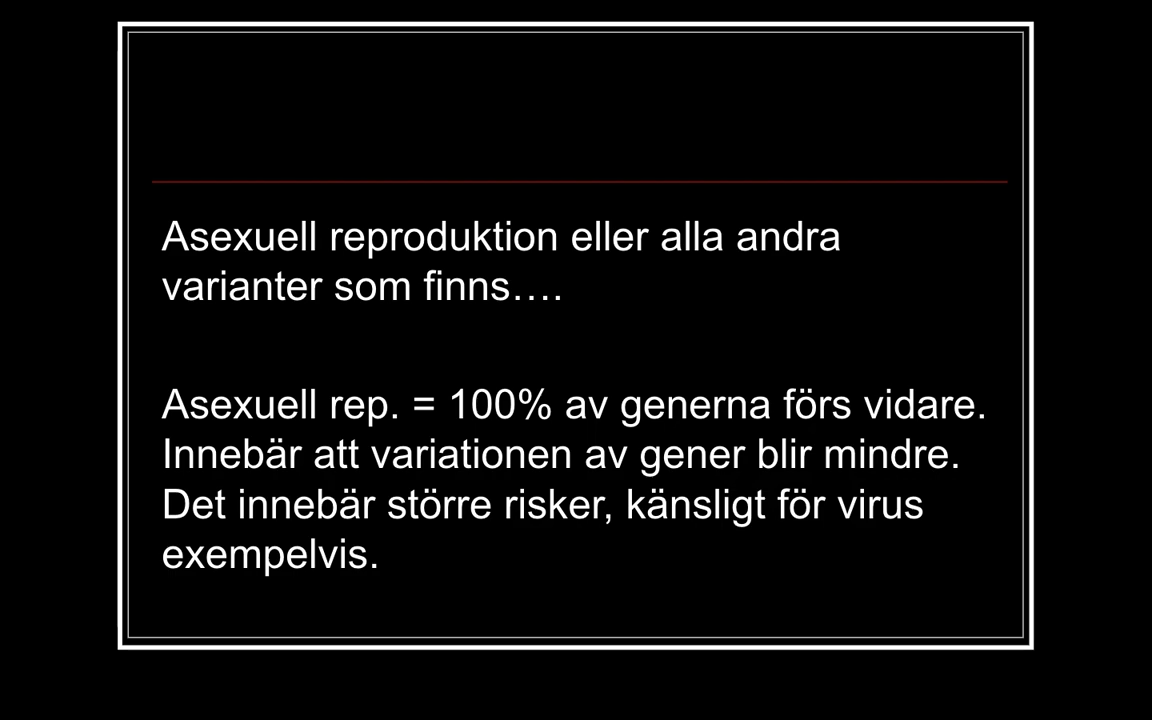 Asexuell reproduktion eller alla andra
varianter som finns….
Asexuell rep. = 100% av generna förs vidare.
Innebär att variationen av gener blir mindre.
Det innebär större risker, känsligt för virus
exempelvis.